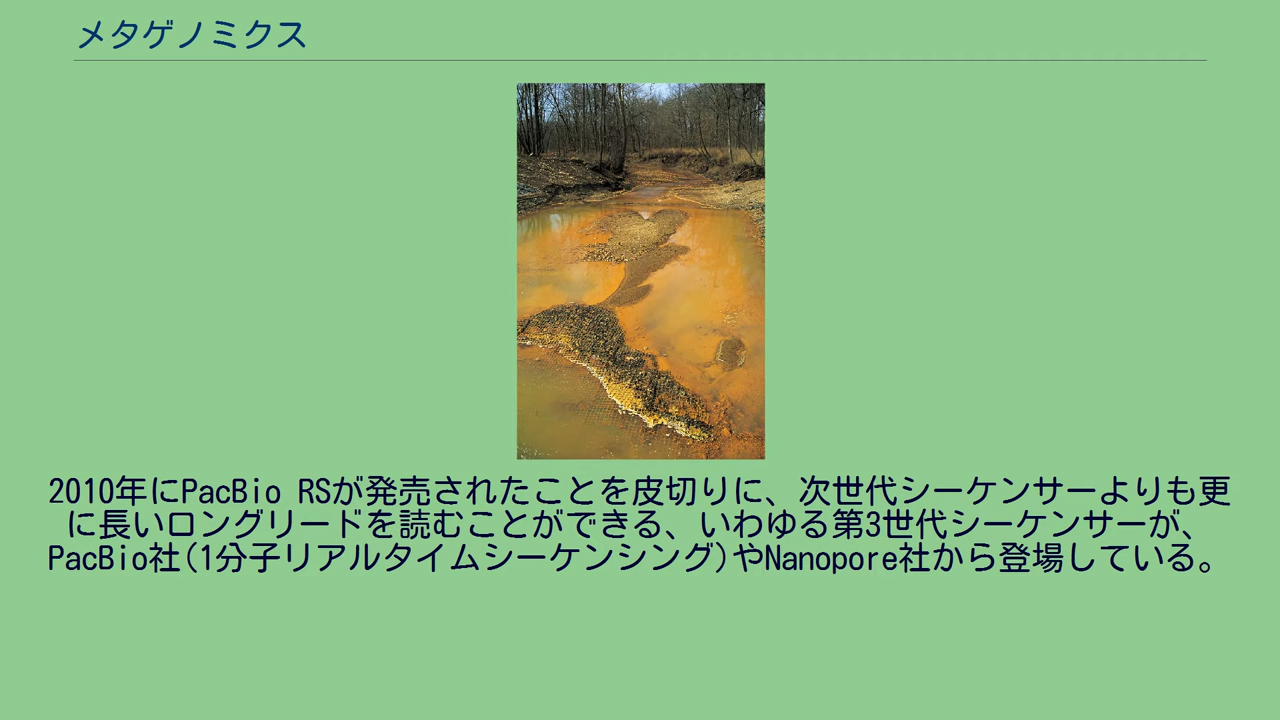 メタゲノミクス
2010年にPacBio RSが発売されたことを皮切りに、次世代シーケンサーよりも更
に長いロングリードを読むことができる、いわゆる第3世代シーケンサーが、
PacBio社(1分子リアルタイムシーケンシング)やNanopore社から登場している。